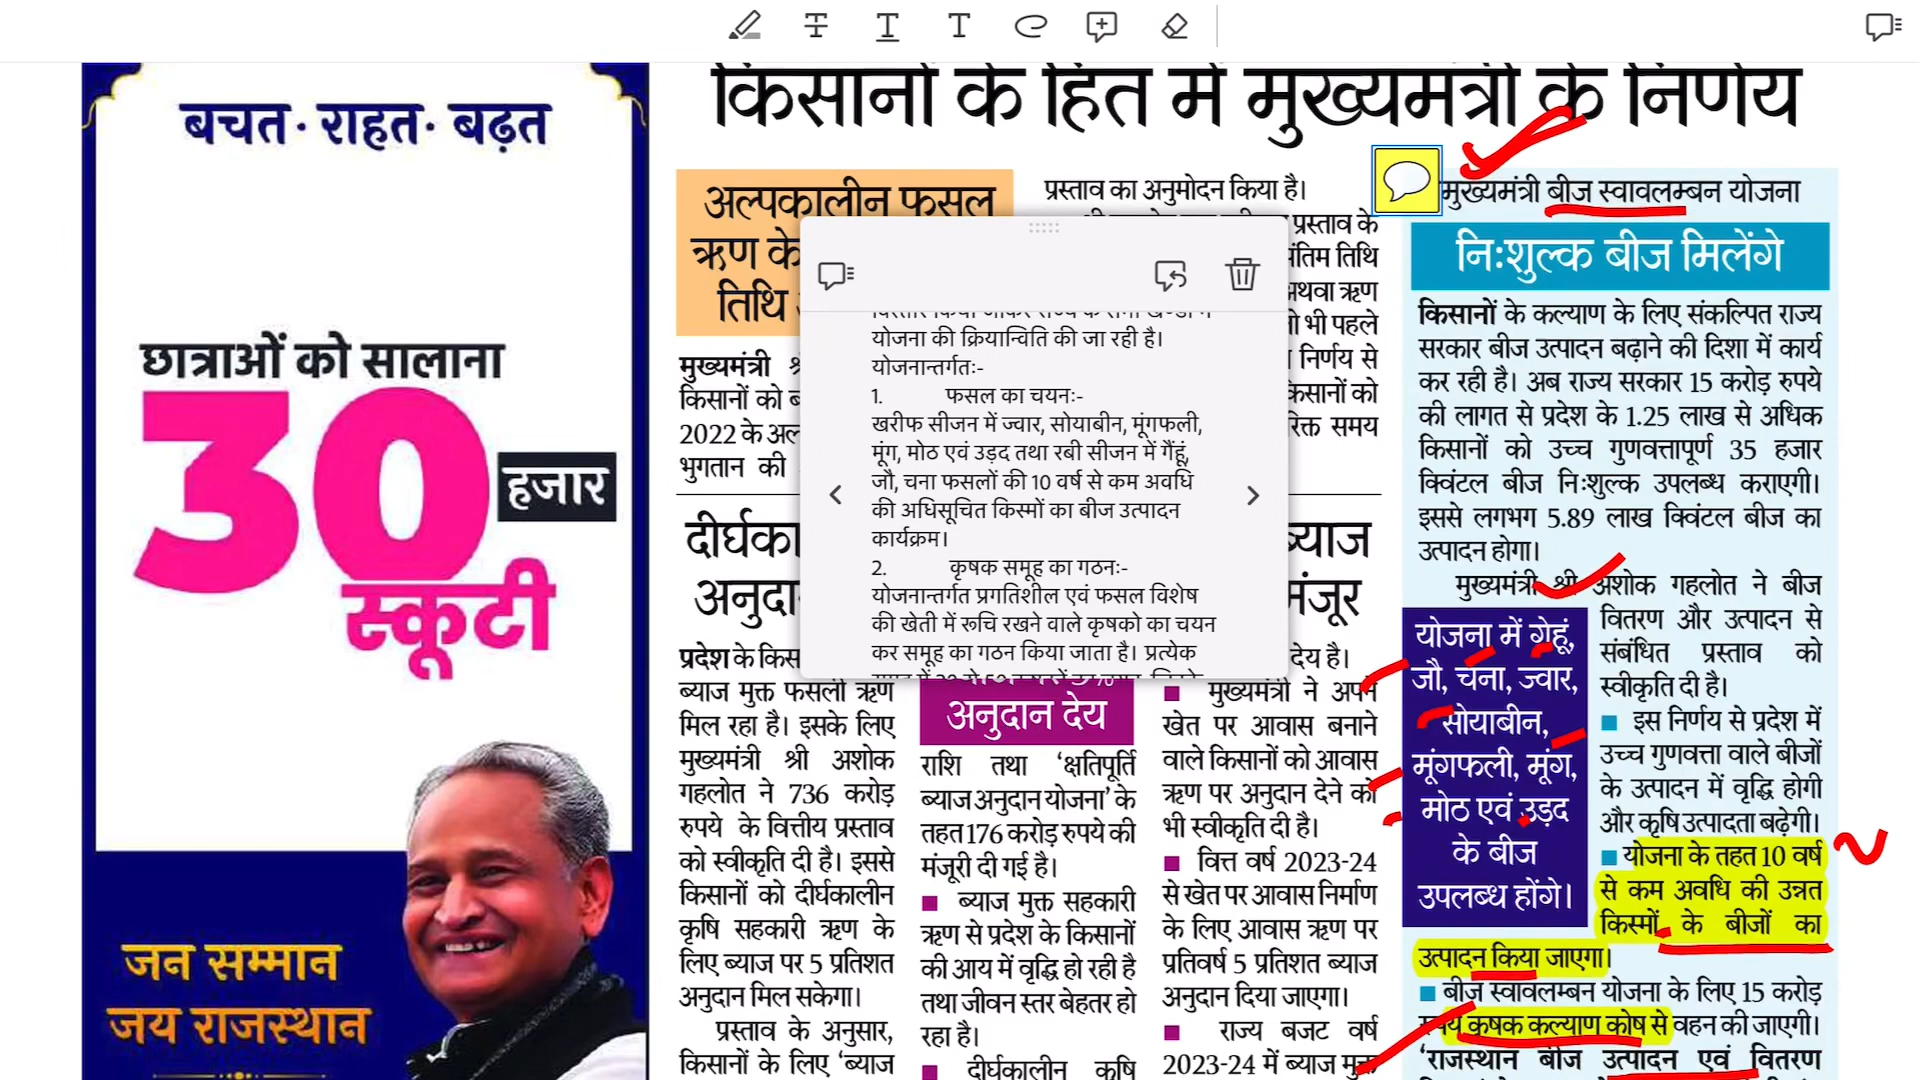 किसानों के हित में मुख्यमंत्री के निर्णय
बचत · राहत · बढ़त
छात्राओं को सालाना
30
हजार
स्कूटी
जन सम्मान
जय राजस्थान
अल्पकालीन फसल
ऋण के
तिथि
मुख्यमंत्री
किसानों को
2022 के
भुगतान की
प्रस्ताव का अनुमोदन किया है।
प्रस्ताव के
अंतिम तिथि
अथवा ऋण
भी पहले
निर्णय से
किसानों को
समय
योजना की क्रियान्विति की जा रही है।
योजनान्तर्गतः-
1. फसल का चयनः-
खरीफ सीजन में ज्वार, सोयाबीन, मूंगफली,
मूंग, मोठ एवं उड़द तथा रबी सीजन में गैंहूं,
जौ, चना फसलों की 10 वर्ष से कम अवधि
की अधिसूचित किस्मों का बीज उत्पादन
कार्यक्रम।
2. कृषक समूह का गठनः-
योजनान्तर्गत प्रगतिशील एवं फसल विशेष
की खेती में रूचि रखने वाले कृषको का चयन
कर समूह का गठन किया जाता है। प्रत्येक
प्रदेश के
ब्याज मुक्त फसली ऋण
मिल रहा है। इसके लिए
मुख्यमंत्री श्री अशोक
गहलोत ने 736 करोड़
रुपये के वित्तीय प्रस्ताव
को स्वीकृति दी है। इससे
किसानों को दीर्घकालीन
कृषि सहकारी ऋण के
लिए ब्याज पर 5 प्रतिशत
अनुदान मिल सकेगा।
प्रस्ताव के अनुसार,
किसानों के लिए ‘ब्याज
अनुदान देय
राशि तथा ‘क्षतिपूर्ति
ब्याज अनुदान योजना’ के
तहत 176 करोड़ रुपये की
मंजूरी दी गई है।
■ ब्याज मुक्त सहकारी
ऋण से प्रदेश के किसानों
की आय में वृद्धि हो रही है
तथा जीवन स्तर बेहतर हो
रहा है।
■ दीर्घकालीन कृषि
ब्याज
मंजूर
देय है।
■ मुख्यमंत्री ने अपने
खेत पर आवास बनाने
वाले किसानों को आवास
ऋण पर अनुदान देने को
भी स्वीकृति दी है।
■ वित्त वर्ष 2023-24
से खेत पर आवास निर्माण
के लिए आवास ऋण पर
प्रतिवर्ष 5 प्रतिशत ब्याज
अनुदान दिया जाएगा।
■ राज्य बजट वर्ष
2023-24 में ब्याज मुक्त
मुख्यमंत्री बीज स्वावलम्बन योजना
निःशुल्क बीज मिलेंगे
किसानों के कल्याण के लिए संकल्पित राज्य
सरकार बीज उत्पादन बढ़ाने की दिशा में कार्य
कर रही है। अब राज्य सरकार 15 करोड़ रुपये
की लागत से प्रदेश के 1.25 लाख से अधिक
किसानों को उच्च गुणवत्तापूर्ण 35 हजार
क्विंटल बीज निःशुल्क उपलब्ध कराएगी।
इससे लगभग 5.89 लाख क्विंटल बीज का
उत्पादन होगा।
मुख्यमंत्री श्री अशोक गहलोत ने बीज
वितरण और उत्पादन से
संबंधित प्रस्ताव को
स्वीकृति दी है।
■ इस निर्णय से प्रदेश में
उच्च गुणवत्ता वाले बीजों
के उत्पादन में वृद्धि होगी
और कृषि उत्पादता बढ़ेगी।
■ योजना के तहत 10 वर्ष
से कम अवधि की उन्नत
किस्मों के बीजों का
उत्पादन किया जाएगा।
■ बीज स्वावलम्बन योजना के लिए 15 करोड़
रुपये कृषक कल्याण कोष से वहन की जाएगी।
‘राजस्थान बीज उत्पादन एवं वितरण
योजना में गेहूं,
जौ, चना, ज्वार,
सोयाबीन,
मूंगफली, मूंग,
मोठ एवं उड़द
के बीज
उपलब्ध होंगे।